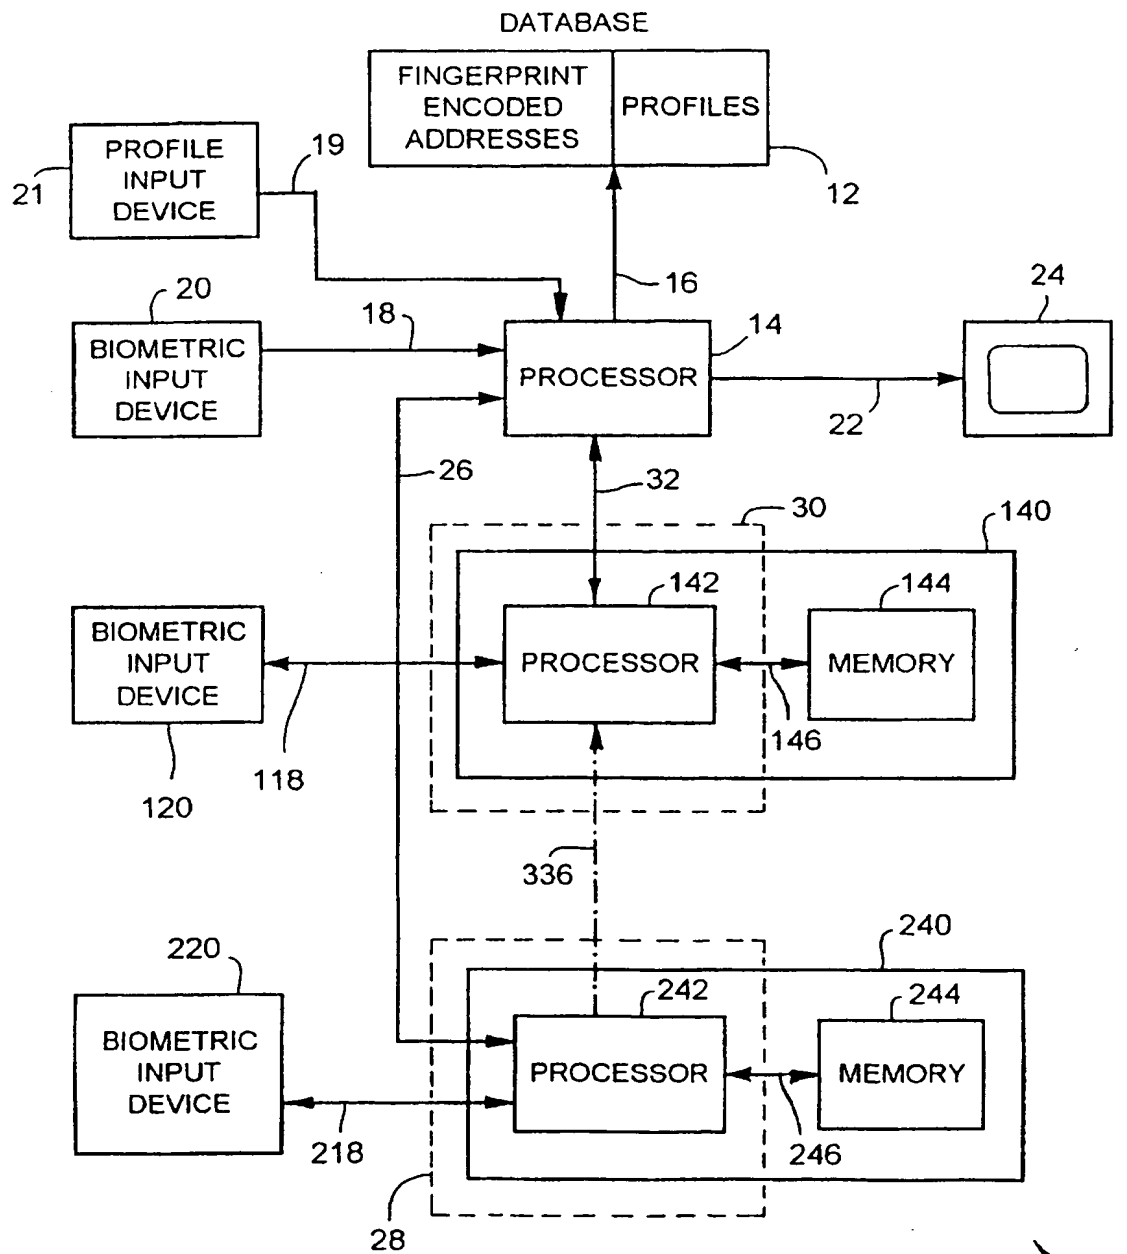 DATABASE
FINGERPRINT
ENCODED
ADDRESSES
PROFILES
12
PROFILE
INPUT
DEVICE
21
19
16
20
BIOMETRIC
INPUT
DEVICE
18
PROCESSOR
14
22
24
26
32
30
140
BIOMETRIC
INPUT
DEVICE
120
118
142
PROCESSOR
144
MEMORY
146
336
220
BIOMETRIC
INPUT
DEVICE
218
240
242
PROCESSOR
244
MEMORY
246
28